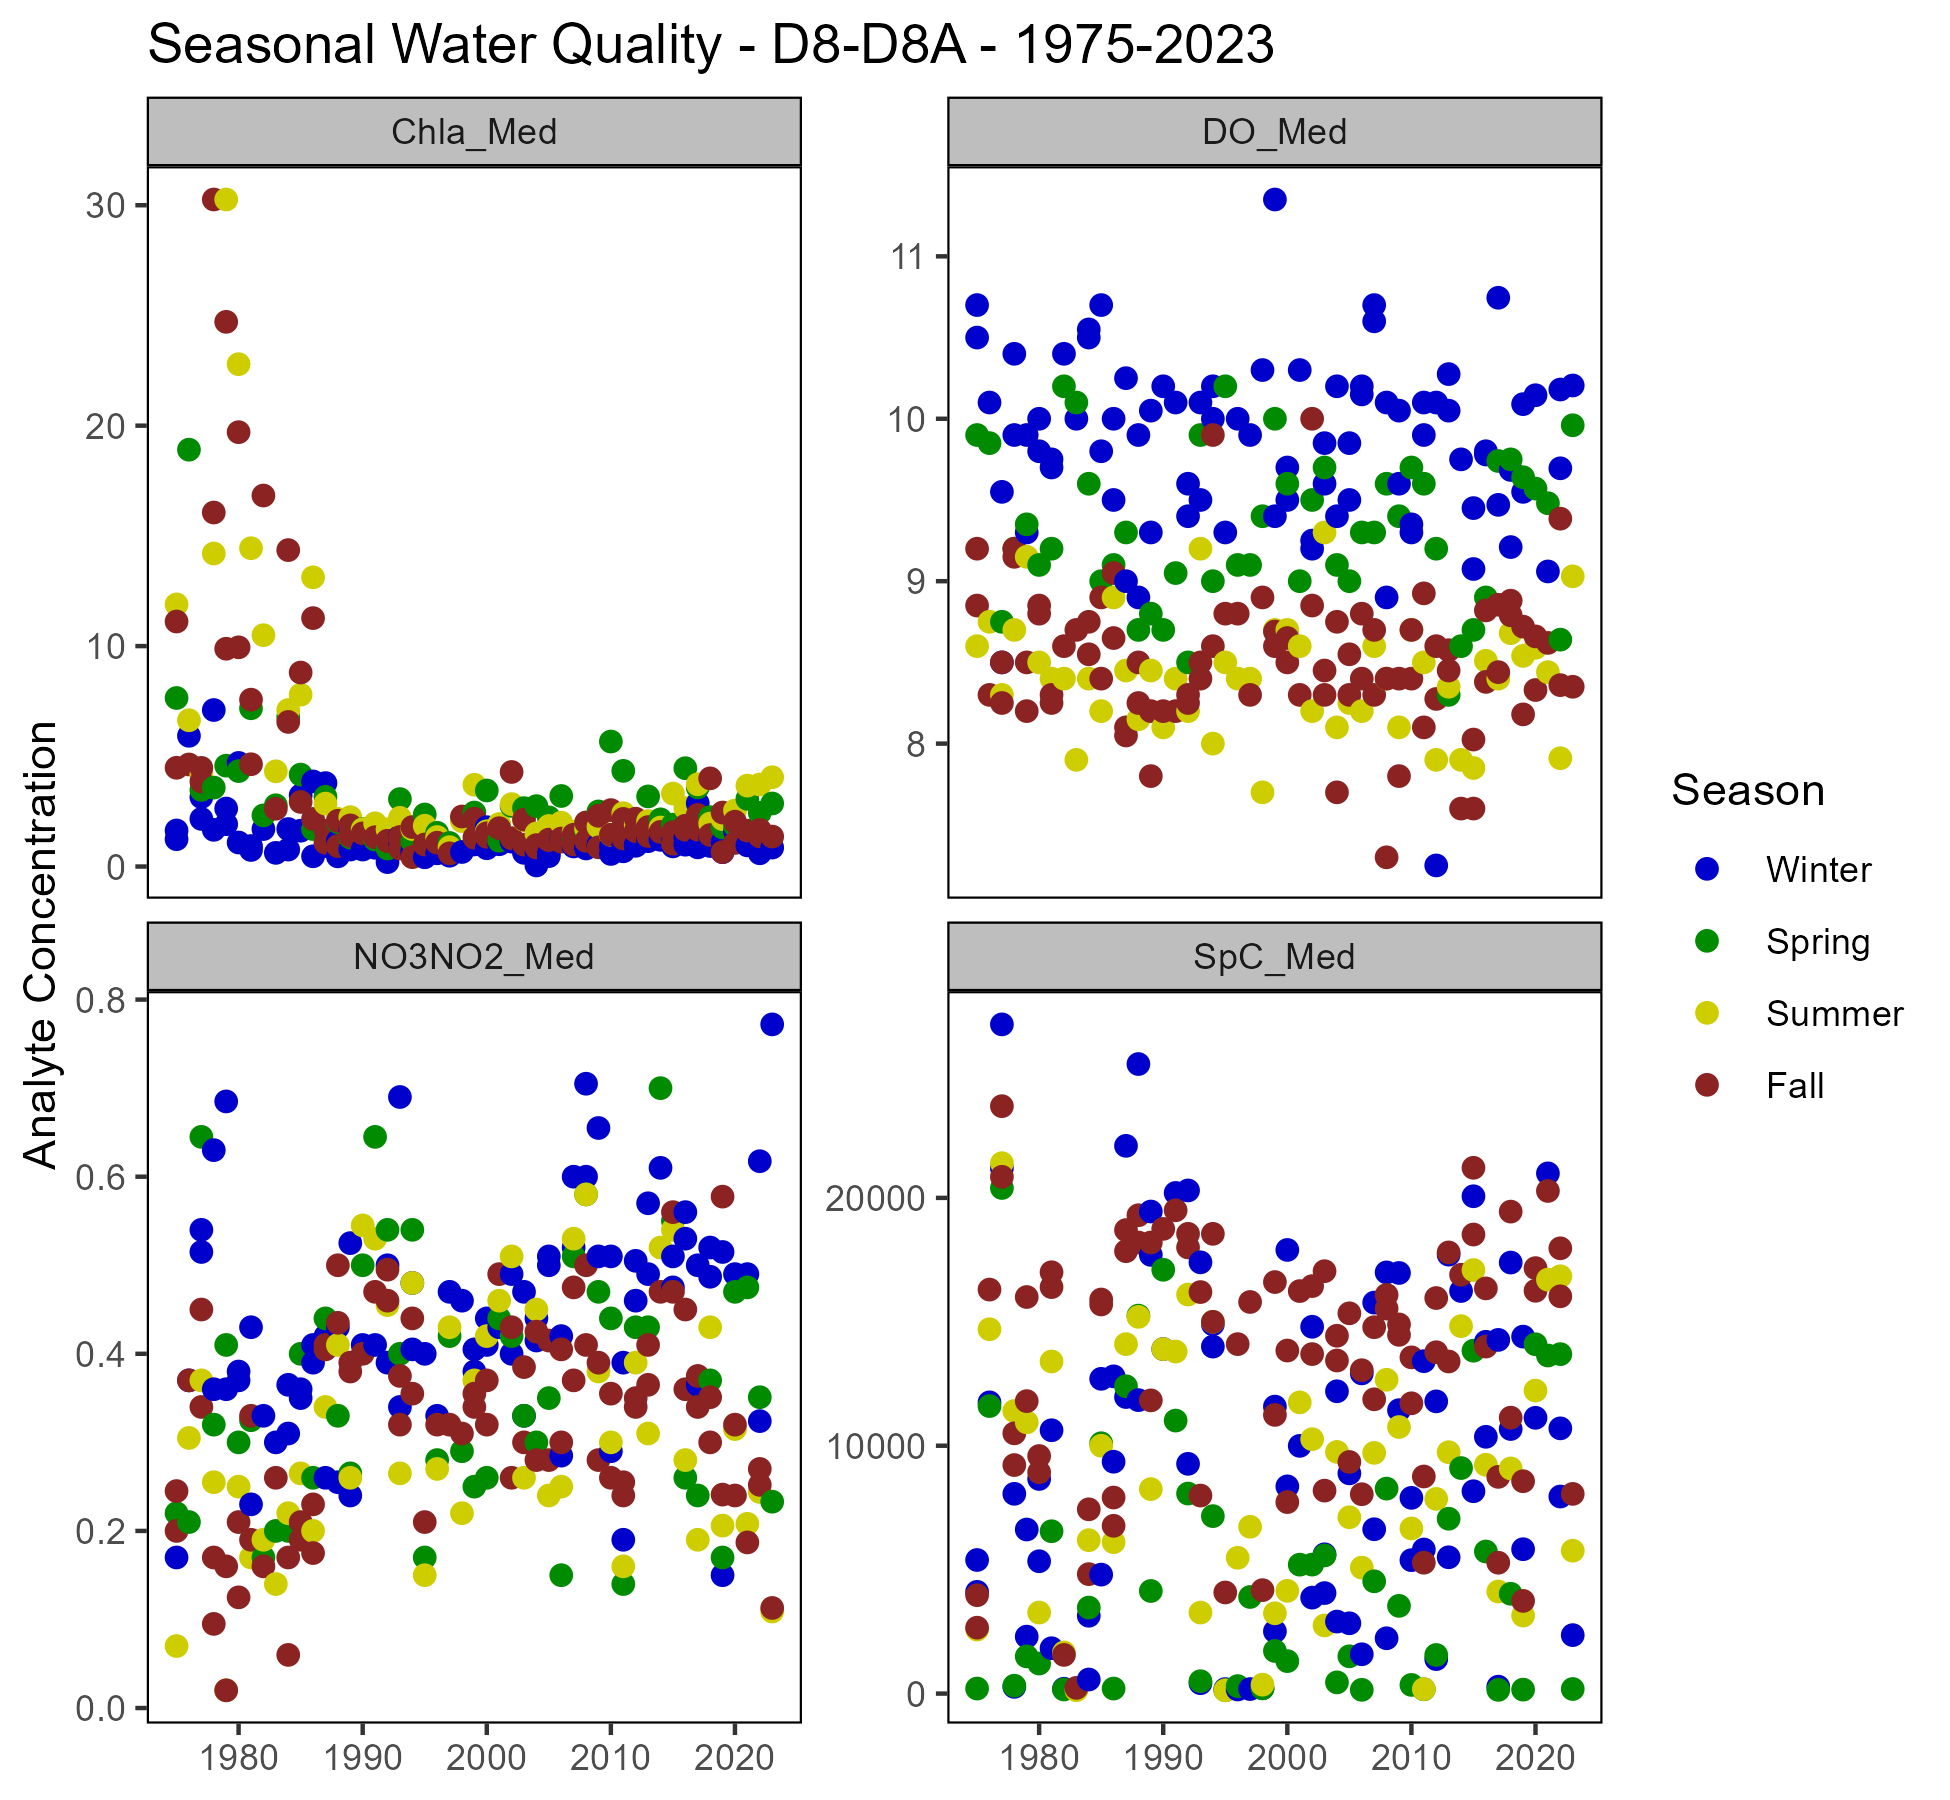 Seasonal Water Quality - D8-D8A - 1975-2023
Chla_Med
DO_Med
30
20
10
0
11
10
9
8
Analyte Concentration
NO3NO2_Med
SpC_Med
0.8
0.6
0.4
0.2
0.0
20000
10000
0
1980 1990 2000 2010 2020
1980 1990 2000 2010 2020
Season
Winter
Spring
Summer
Fall